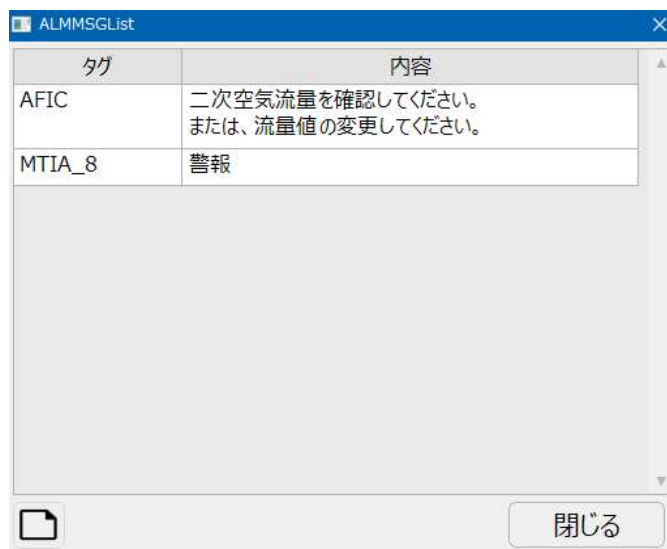 ALMMSGList
タグ
内容
AFIC
二次空気流量を確認してください。
または、流量値の変更してください。
MTIA_8
警報
閉じる